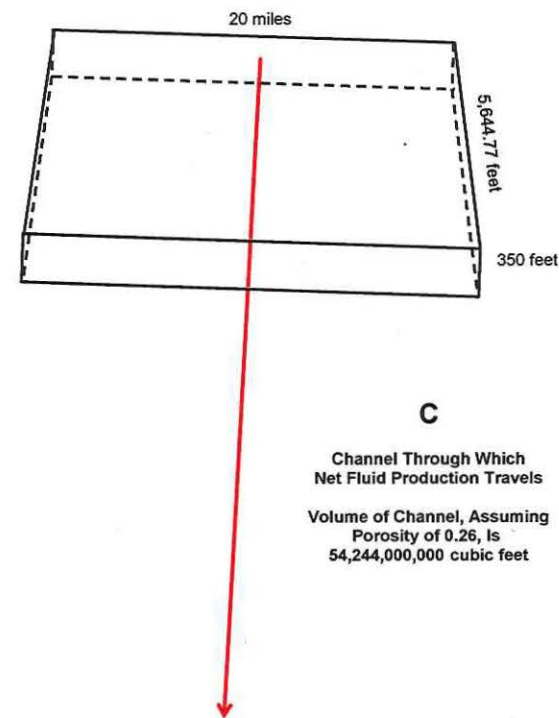 20 miles
5,644.77 feet
350 feet
C
Channel Through Which
Net Fluid Production Travels
Volume of Channel, Assuming
Porosity of 0.26, Is
54,244,000,000 cubic feet